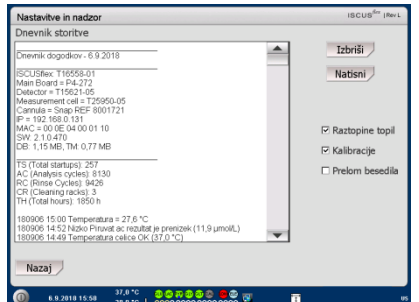 Nastavitve in nadzor
ISCUSflex | Rev L
Dnevnik storitve
Dnevnik dogodkov - 6.9.2018
ISCUSflex: T16558-01
Main Board = P4-272
Detector = T15621-05
Measurement cell = T25950-05
Cannula = Snap REF 8001721
IP = 192.168.0.131
MAC = 00 0E 04 00 01 10
SW: 2.1.0.470
DB: 1,15 MB, TM: 0,77 MB
TS (Total startups): 257
AC (Analysis cycles): 8130
RC (Rinse Cycles): 9426
CR (Cleaning racks): 3
TH (Total hours): 1850 h
180906 15:00 Temperatura = 27,6 °C
180906 14:52 Nizko Piruvat ac rezultat je prenizek (11,9 µmol/L)
180906 14:49 Temperatura celice OK (37,0 °C)
Izbriši
Natisni
Raztopine topil
Kalibracije
Prelom besedila
Nazaj
6.9.2018 15:58
37,0 °C
95